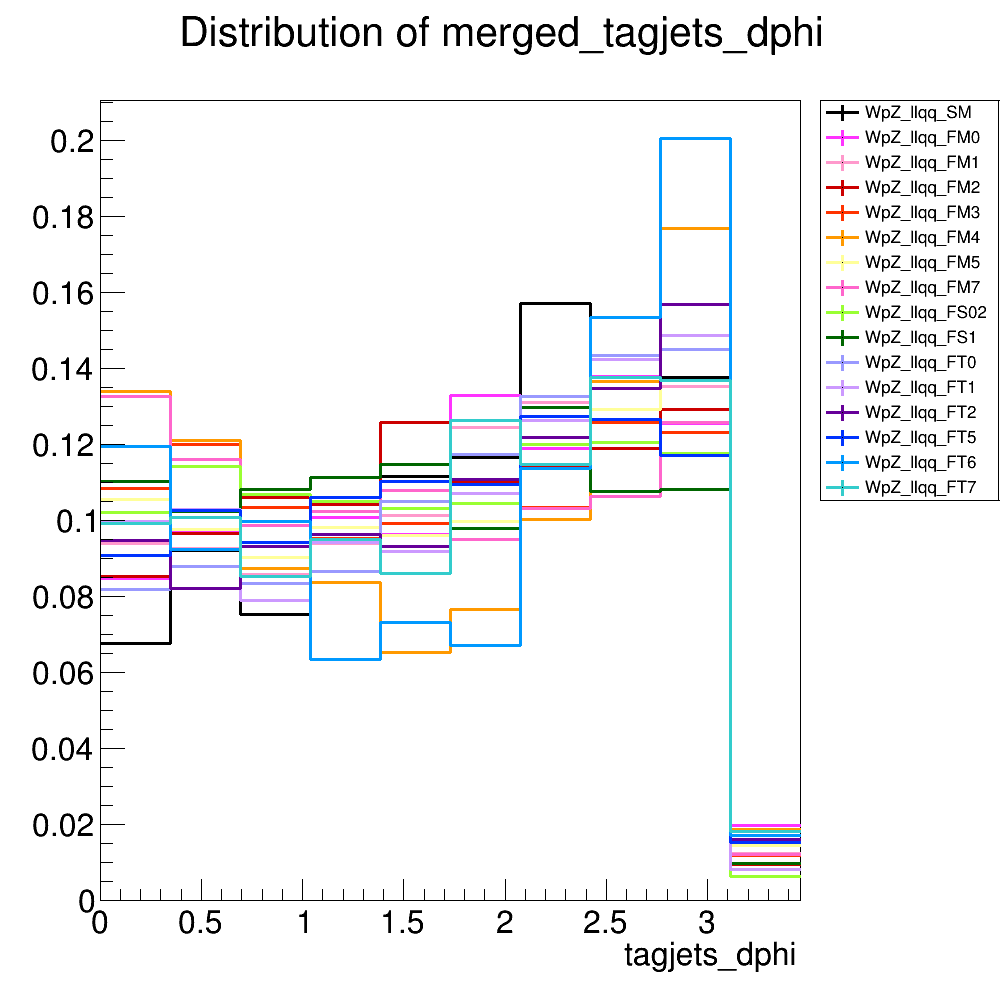 Distribution of merged_tagjets_dphi
0.2
0.18
0.16
0.14
0.12
0.1
0.08
0.06
0.04
0.02
0
0 0.5 1 1.5 2 2.5 3
tagjets_dphi
WpZ_llqq_SM
WpZ_llqq_FM0
WpZ_llqq_FM1
WpZ_llqq_FM2
WpZ_llqq_FM3
WpZ_llqq_FM4
WpZ_llqq_FM5
WpZ_llqq_FM7
WpZ_llqq_FS02
WpZ_llqq_FS1
WpZ_llqq_FT0
WpZ_llqq_FT1
WpZ_llqq_FT2
WpZ_llqq_FT5
WpZ_llqq_FT6
WpZ_llqq_FT7